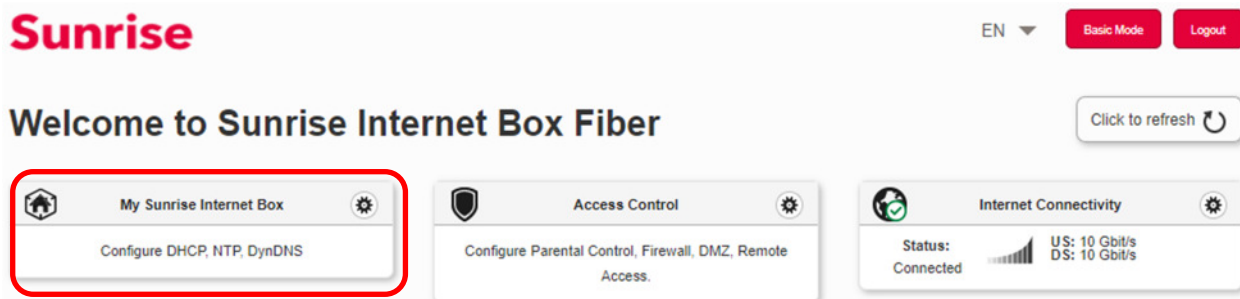 Sunrise
EN
Basic Mode
Logout
Welcome to Sunrise Internet Box Fiber
Click to refresh
My Sunrise Internet Box
Configure DHCP, NTP, DynDNS
Access Control
Configure Parental Control, Firewall, DMZ, Remote
Access.
Internet Connectivity
Status:
Connected
US: 10 Gbit/s
DS: 10 Gbit/s